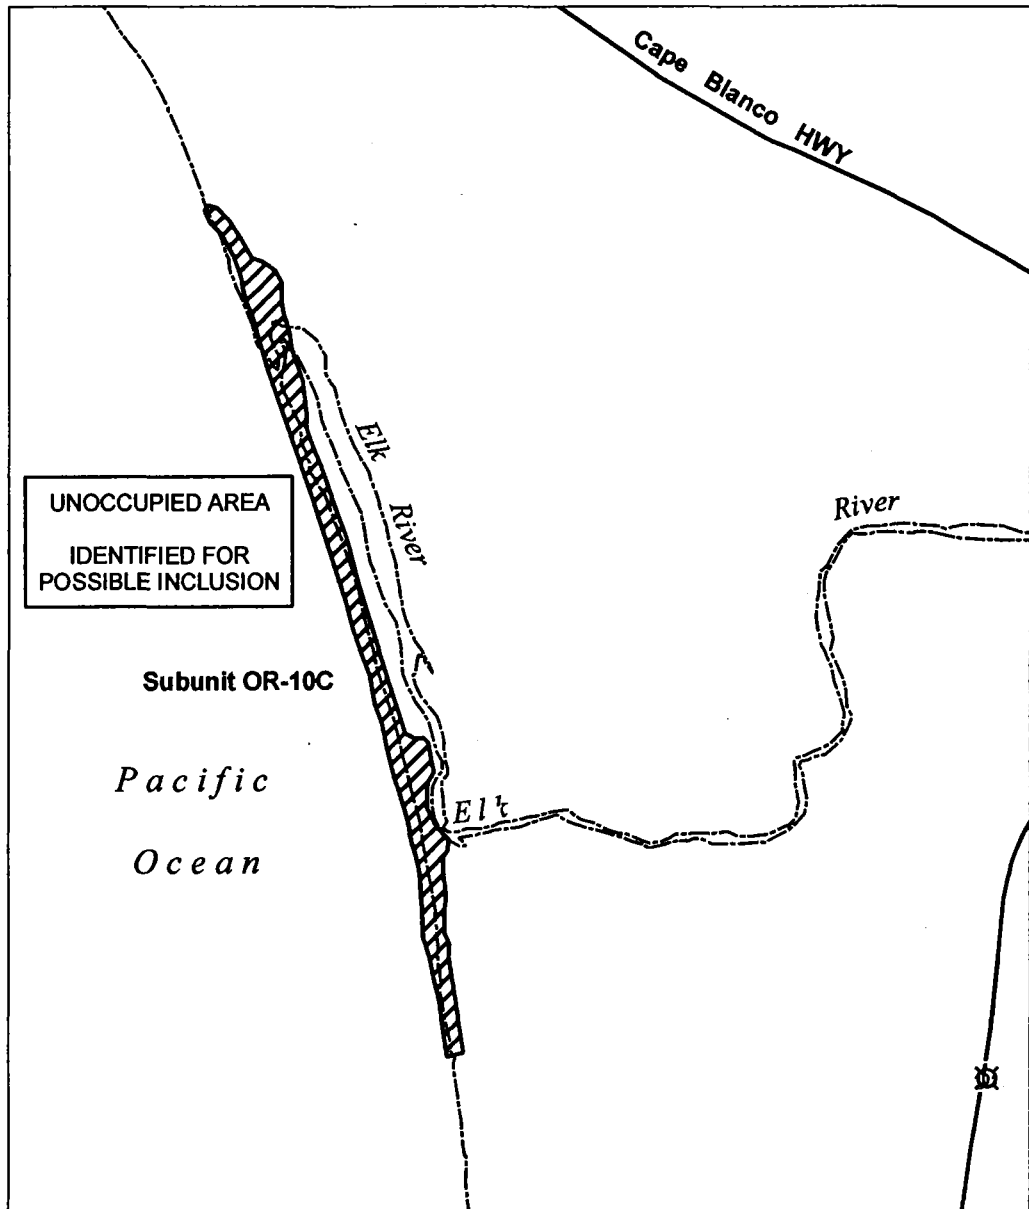 Cape Blanco HWY
Elk River
River
UNOCCUPIED AREA
IDENTIFIED FOR
POSSIBLE INCLUSION
Subunit OR-10C
Pacific
Ocean